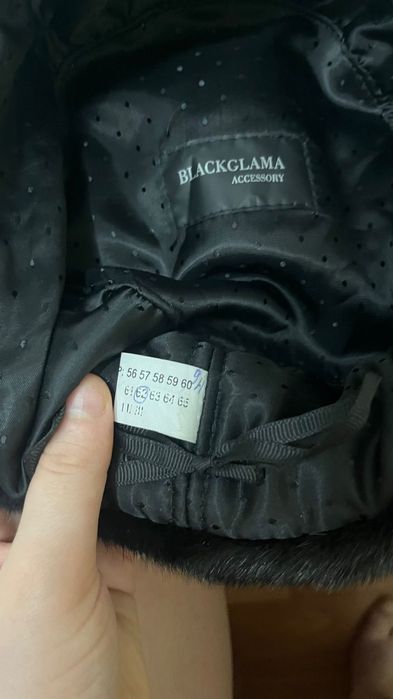 BLACKGLAMA
ACCESSORY
Р: 56 57 58 59 60
61 62 63 64 65